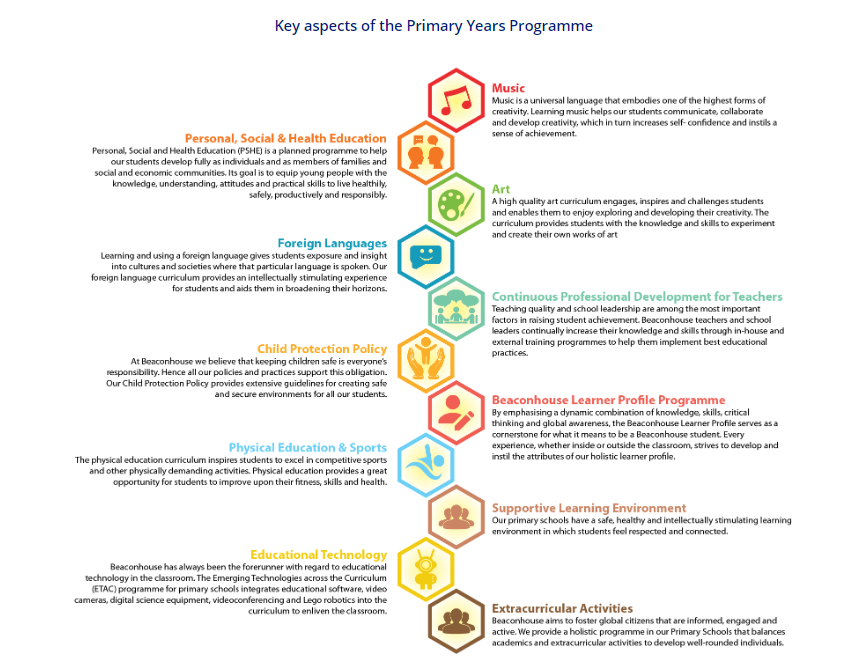 Key aspects of the Primary Years Programme
Music
Music is a universal language that embodies one of the highest forms of
creativity. Learning music helps our students communicate, collaborate
and develop creativity, which in turn increases self- confidence and instils a
sense of achievement.
Personal, Social & Health Education
Personal, Social and Health Education (PSHE) is a planned programme to help
our students develop fully as individuals and as members of families and
social and economic communities. Its goal is to equip young people with the
knowledge, understanding, attitudes and practical skills to live healthily,
safely, productively and responsibly.
Art
A high quality art curriculum engages, inspires and challenges students
and enables them to enjoy exploring and developing their creativity. The
curriculum provides students with the knowledge and skills to experiment
and create their own works of art
Foreign Languages
Learning and using a foreign language gives students exposure and insight
into cultures and societies where that particular language is spoken. Our
foreign language curriculum provides an intellectually stimulating experience
for students and aids them in broadening their horizons.
Continuous Professional Development for Teachers
Teaching quality and school leadership are among the most important
factors in raising student achievement. Beaconhouse teachers and school
leaders continually increase their knowledge and skills through in-house and
external training programmes to help them implement best educational
practices.
Child Protection Policy
At Beaconhouse we believe that keeping children safe is everyone's
responsibility. Hence all our policies and practices support this obligation.
Our Child Protection Policy provides extensive guidelines for creating safe
and secure environments for all our students.
Beaconhouse Learner Profile Programme
By emphasising a dynamic combination of knowledge, skills, critical
thinking and global awareness, the Beaconhouse Learner Profile serves as a
cornerstone for what it means to be a Beaconhouse student. Every
experience, whether inside or outside the classroom, strives to develop and
instil the attributes of our holistic learner profile.
Physical Education & Sports
The physical education curriculum inspires students to excel in competitive sports
and other physically demanding activities. Physical education provides a great
opportunity for students to improve upon their fitness, skills and health.
Supportive Learning Environment
Our primary schools have a safe, healthy and intellectually stimulating learning
environment in which students feel respected and connected.
Educational Technology
Beaconhouse has always been the forerunner with regard to educational
technology in the classroom. The Emerging Technologies across the Curriculum
(ETAC) programme for primary schools integrates educational software, video
cameras, digital science equipment, videoconferencing and Lego robotics into the
curriculum to enliven the classroom.
Extracurricular Activities
Beaconhouse aims to foster global citizens that are informed, engaged and
active. We provide a holistic programme in our Primary Schools that balances
academics and extracurricular activities to develop well-rounded individuals.